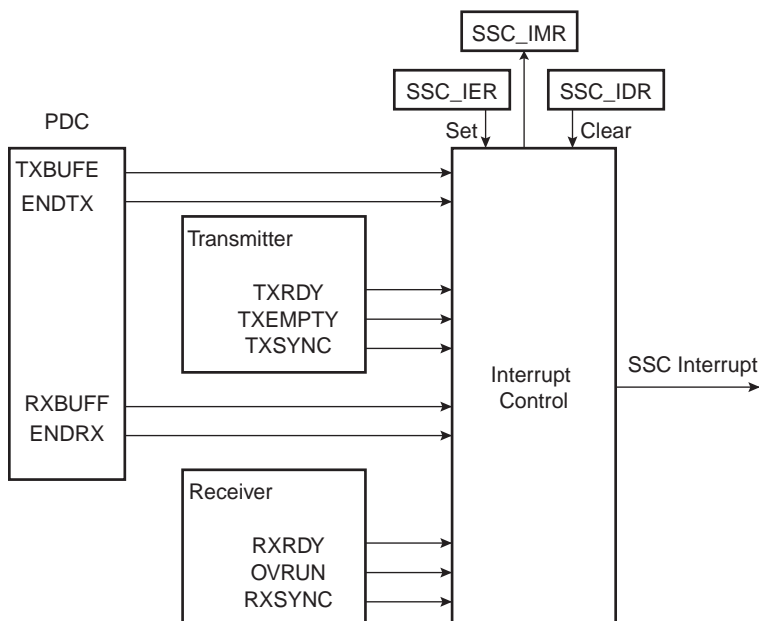 SSC_IMR
SSC_IER
SSC_IDR
PDC
Set
Clear
TXBUFE
ENDTX
Transmitter
TXRDY
TXEMPTY
TXSYNC
RXBUFF
ENDRX
Interrupt
Control
SSC Interrupt
Receiver
RXRDY
OVRUN
RXSYNC